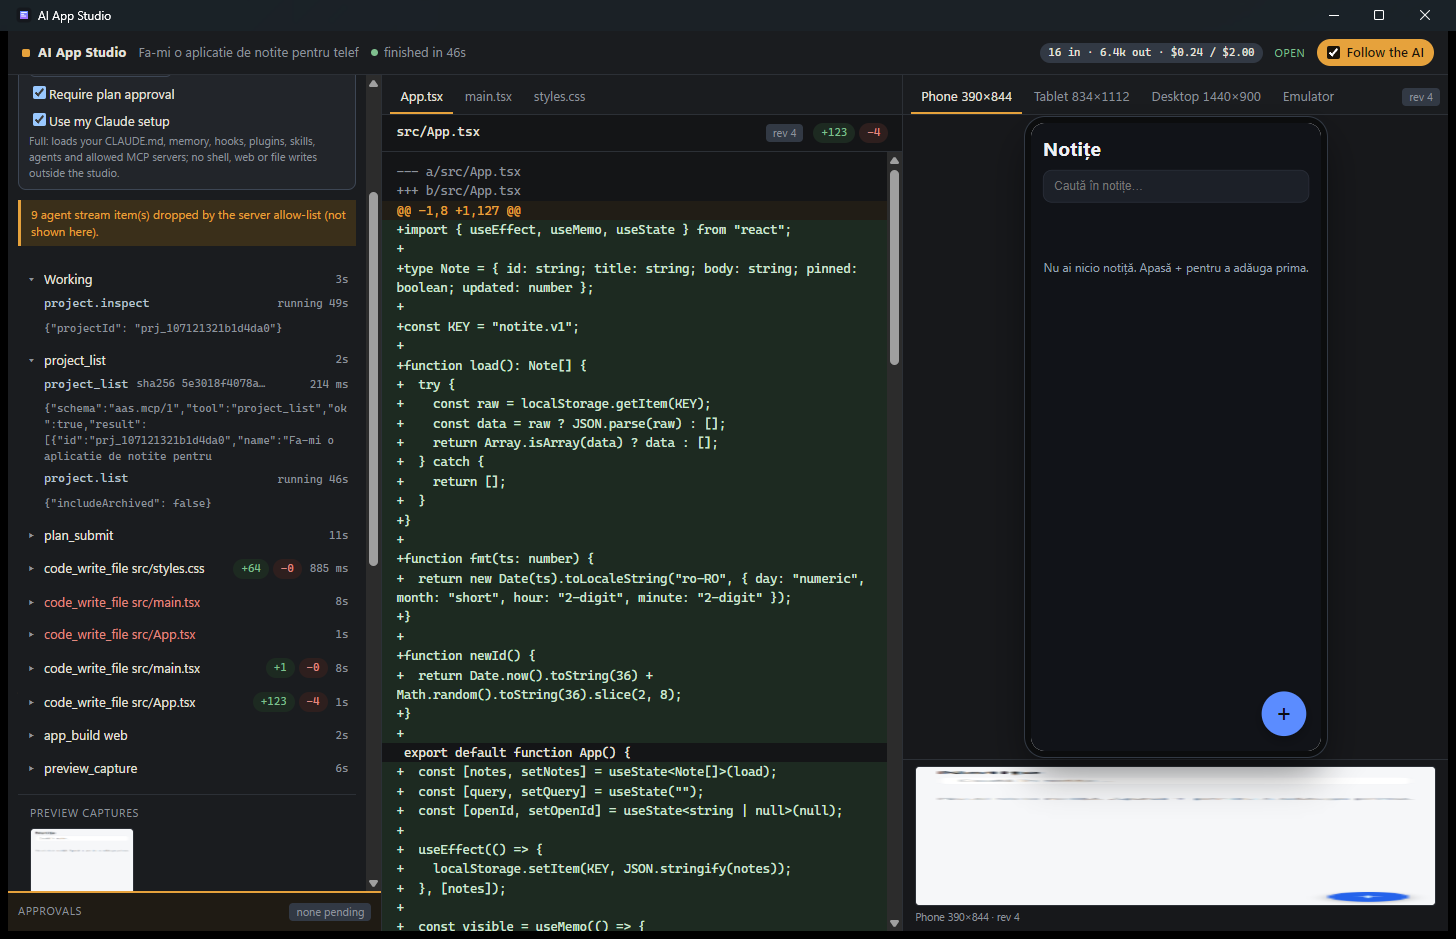 AI App Studio
AI App Studio Fa-mi o aplicatie de notite pentru telef finished in 46s
16 in · 6.4k out · $0.24 / $2.00 OPEN Follow the AI
Require plan approval
Use my Claude setup
Full: loads your CLAUDE.md, memory, hooks, plugins, skills,
agents and allowed MCP servers; no shell, web or file writes
outside the studio.
9 agent stream item(s) dropped by the server allow-list (not
shown here).
Working 3s
project.inspect running 49s
{"projectId": "prj_107121321b1d4da0"}
project_list 2s
project_list sha256 5e3018f4078a… 214 ms
{"schema":"aas.mcp/1","tool":"project_list","ok
":true,"result":
[{"id":"prj_107121321b1d4da0","name":"Fa-mi o
aplicatie de notite pentru
project.list running 46s
{"includeArchived": false}
plan_submit 11s
code_write_file src/styles.css +64 −0 885 ms
code_write_file src/main.tsx 8s
code_write_file src/App.tsx 1s
code_write_file src/main.tsx +1 −0 8s
code_write_file src/App.tsx +123 −4 1s
app_build web 2s
preview_capture 6s
PREVIEW CAPTURES
APPROVALS none pending
App.tsx main.tsx styles.css
src/App.tsx rev 4 +123 −4
--- a/src/App.tsx
+++ b/src/App.tsx
@@ -1,8 +1,127 @@
+import { useEffect, useMemo, useState } from "react";
+
+type Note = { id: string; title: string; body: string; pinned:
boolean; updated: number };
+
+const KEY = "notite.v1";
+
+function load(): Note[] {
+  try {
+    const raw = localStorage.getItem(KEY);
+    const data = raw ? JSON.parse(raw) : [];
+    return Array.isArray(data) ? data : [];
+  } catch {
+    return [];
+  }
+}
+
+function fmt(ts: number) {
+  return new Date(ts).toLocaleString("ro-RO", { day: "numeric",
month: "short", hour: "2-digit", minute: "2-digit" });
+}
+
+function newId() {
+  return Date.now().toString(36) +
Math.random().toString(36).slice(2, 8);
+}
+
export default function App() {
+  const [notes, setNotes] = useState<Note[]>(load);
+  const [query, setQuery] = useState("");
+  const [openId, setOpenId] = useState<string | null>(null);
+
+  useEffect(() => {
+    localStorage.setItem(KEY, JSON.stringify(notes));
+  }, [notes]);
+
+  const visible = useMemo(() => {
Phone 390×844 Tablet 834×1112 Desktop 1440×900 Emulator rev 4
Notițe
Caută în notițe…
Nu ai nicio notiță. Apasă + pentru a adăuga prima.
+
Phone 390×844 · rev 4